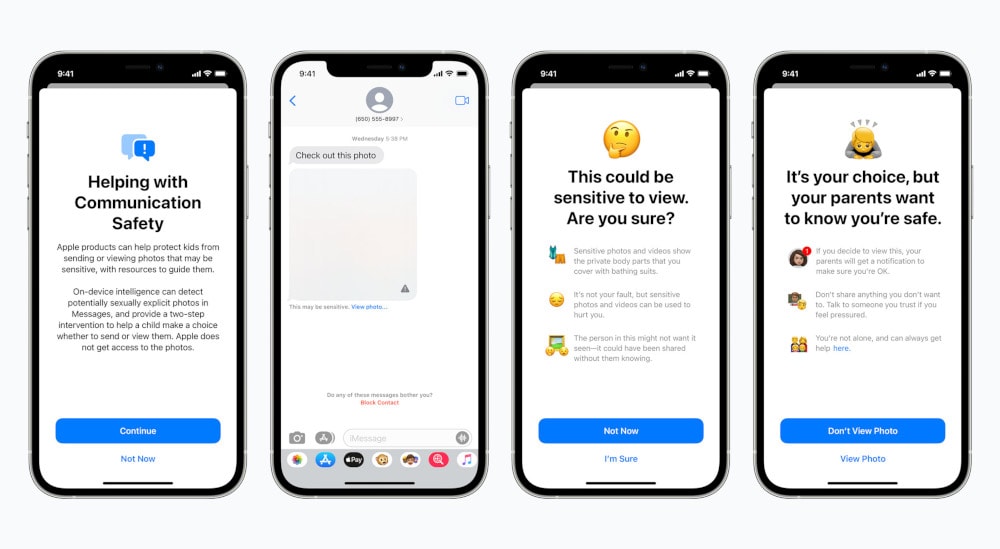 9:41
Helping with
Communication
Safety
Apple products can help protect kids from
sending or viewing photos that may be
sensitive, with resources to guide them.
On-device intelligence can detect
potentially sexually explicit photos in
Messages, and provide a two-step
intervention to help a child make a choice
whether to send or view them. Apple does
not get access to the photos.
Continue
Not Now
9:41
(650) 555-8997 >
Wednesday 5:38 PM
Check out this photo
This may be sensitive. View photo...
Do any of these messages bother you?
Block Contact
iMessage
Pay
9:41
This could be
sensitive to view.
Are you sure?
Sensitive photos and videos show
the private body parts that you
cover with bathing suits.
It's not your fault, but sensitive
photos and videos can be used to
hurt you.
The person in this might not want it
seen—it could have been shared
without them knowing.
Not Now
I'm Sure
9:41
It's your choice, but
your parents want
to know you're safe.
1
If you decide to view this, your
parents will get a notification to
make sure you're OK.
Don't share anything you don't want
to. Talk to someone you trust if you
feel pressured.
You're not alone, and can always get
help here.
Don't View Photo
View Photo